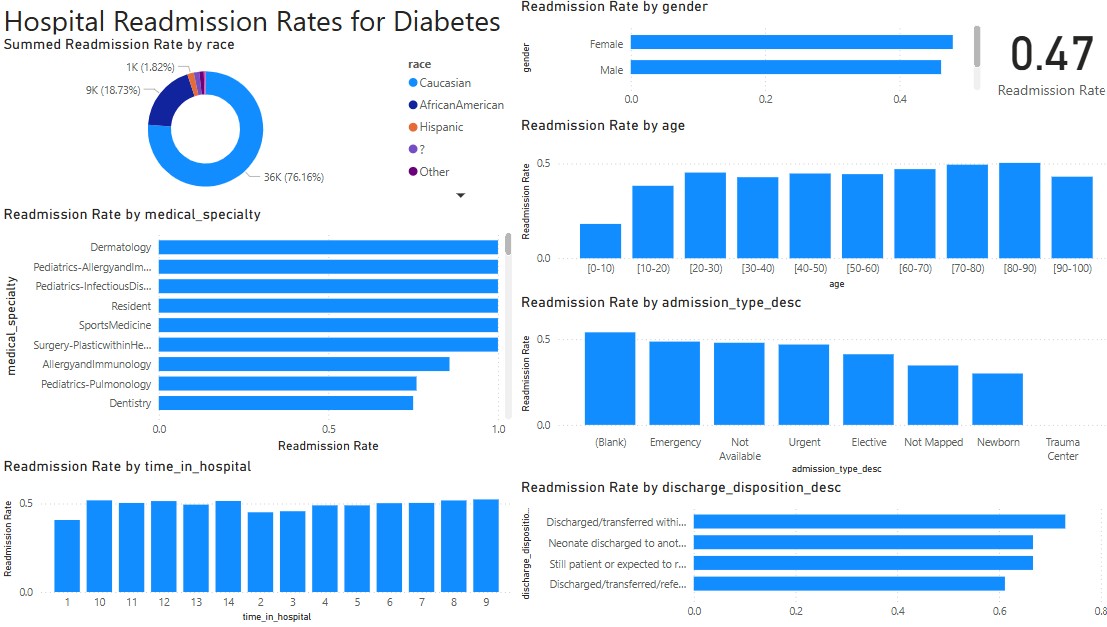 Hospital Readmission Rates for Diabetes
Summed Readmission Rate by race
1K (1.82%)
9K (18.73%)
36K (76.16%)
race
Caucasian
AfricanAmerican
Hispanic
?
Other
Readmission Rate by medical_specialty
medical_specialty
Dermatology
Pediatrics-AllergyandIm...
Pediatrics-InfectiousDis...
Resident
SportsMedicine
Surgery-PlasticwithinHe...
AllergyandImmunology
Pediatrics-Pulmonology
Dentistry
0.0 0.5 1.0
Readmission Rate
Readmission Rate by time_in_hospital
Readmission Rate
0.5
0.0
1 10 11 12 13 14 2 3 4 5 6 7 8 9
time_in_hospital
Readmission Rate by gender
gender
Female
Male
0.0 0.2 0.4
0.47
Readmission Rate
Readmission Rate by age
Readmission Rate
0.5
0.0
[0-10) [10-20) [20-30) [30-40) [40-50) [50-60) [60-70) [70-80) [80-90) [90-100)
age
Readmission Rate by admission_type_desc
Readmission Rate
0.5
0.0
(Blank) Emergency Not Available Urgent Elective Not Mapped Newborn Trauma Center
admission_type_desc
Readmission Rate by discharge_disposition_desc
discharge_dispositio...
Discharged/transferred withi...
Neonate discharged to anot...
Still patient or expected to r...
Discharged/transferred/refe...
0.0 0.2 0.4 0.6 0.8